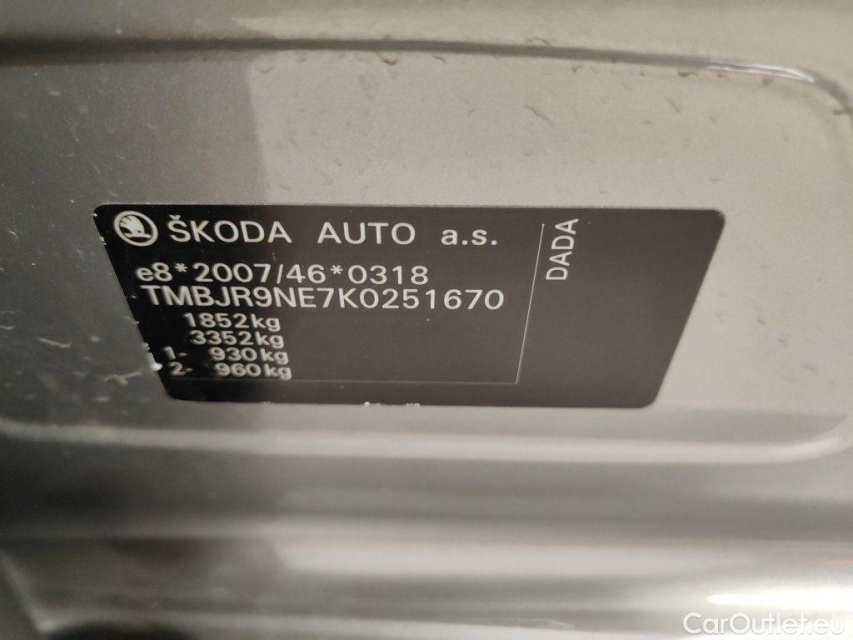 ŠKODA AUTO a.s.
e8*2007/46*0318
TMBJR9NE7K0251670
1852kg
3352kg
1- 930kg
2- 960kg
DADA
CarOutlet.eu